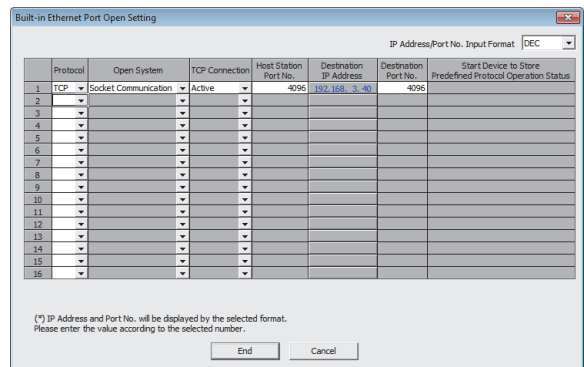 Built-in Ethernet Port Open Setting
IP Address/Port No. Input Format DEC
Protocol Open System TCP Connection Host Station Port No. Destination IP Address Destination Port No. Start Device to Store Predefined Protocol Operation Status
1 TCP Socket Communication Active 4096 192.168. 3. 40 4096
2
3
4
5
6
7
8
9
10
11
12
13
14
15
16
(*) IP Address and Port No. will be displayed by the selected format.
Please enter the value according to the selected number.
End Cancel